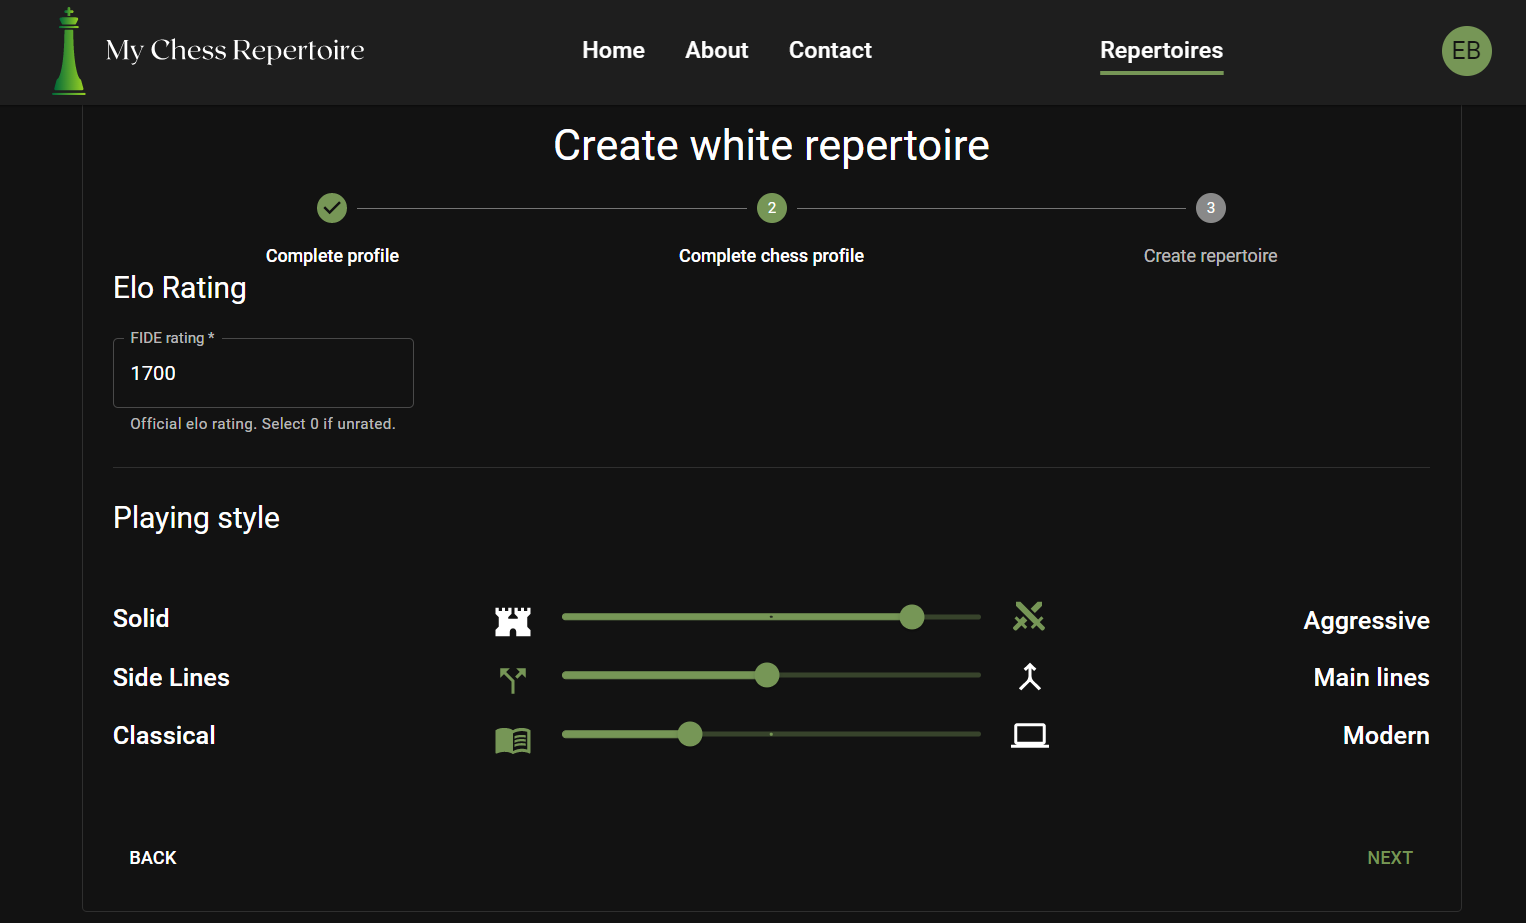 My Chess Repertoire
Home
About
Contact
Repertoires
EB
Create white repertoire
2
3
Complete profile
Complete chess profile
Create repertoire
Elo Rating
FIDE rating *
1700
Official elo rating. Select 0 if unrated.
Playing style
Solid
Aggressive
Side Lines
Main lines
Classical
Modern
BACK
NEXT